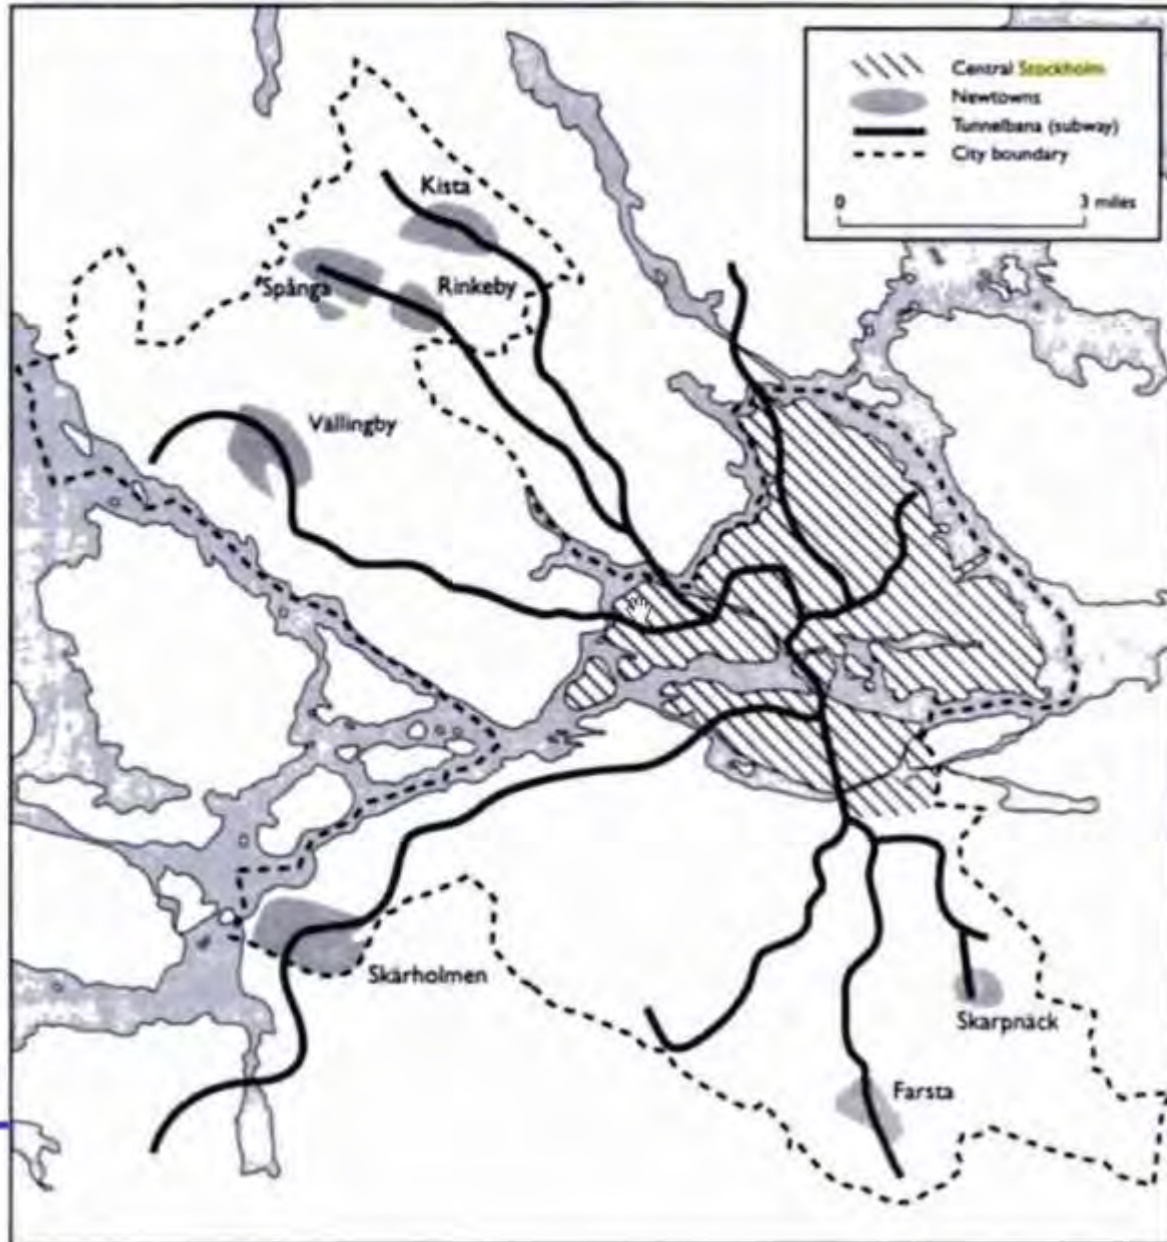 Central Stockholm
Newtowns
Tunnelbana (subway)
City boundary
0 3 miles
Kista
Spånga
Rinkeby
Vällingby
Skärholmen
Skarpnäck
Farsta